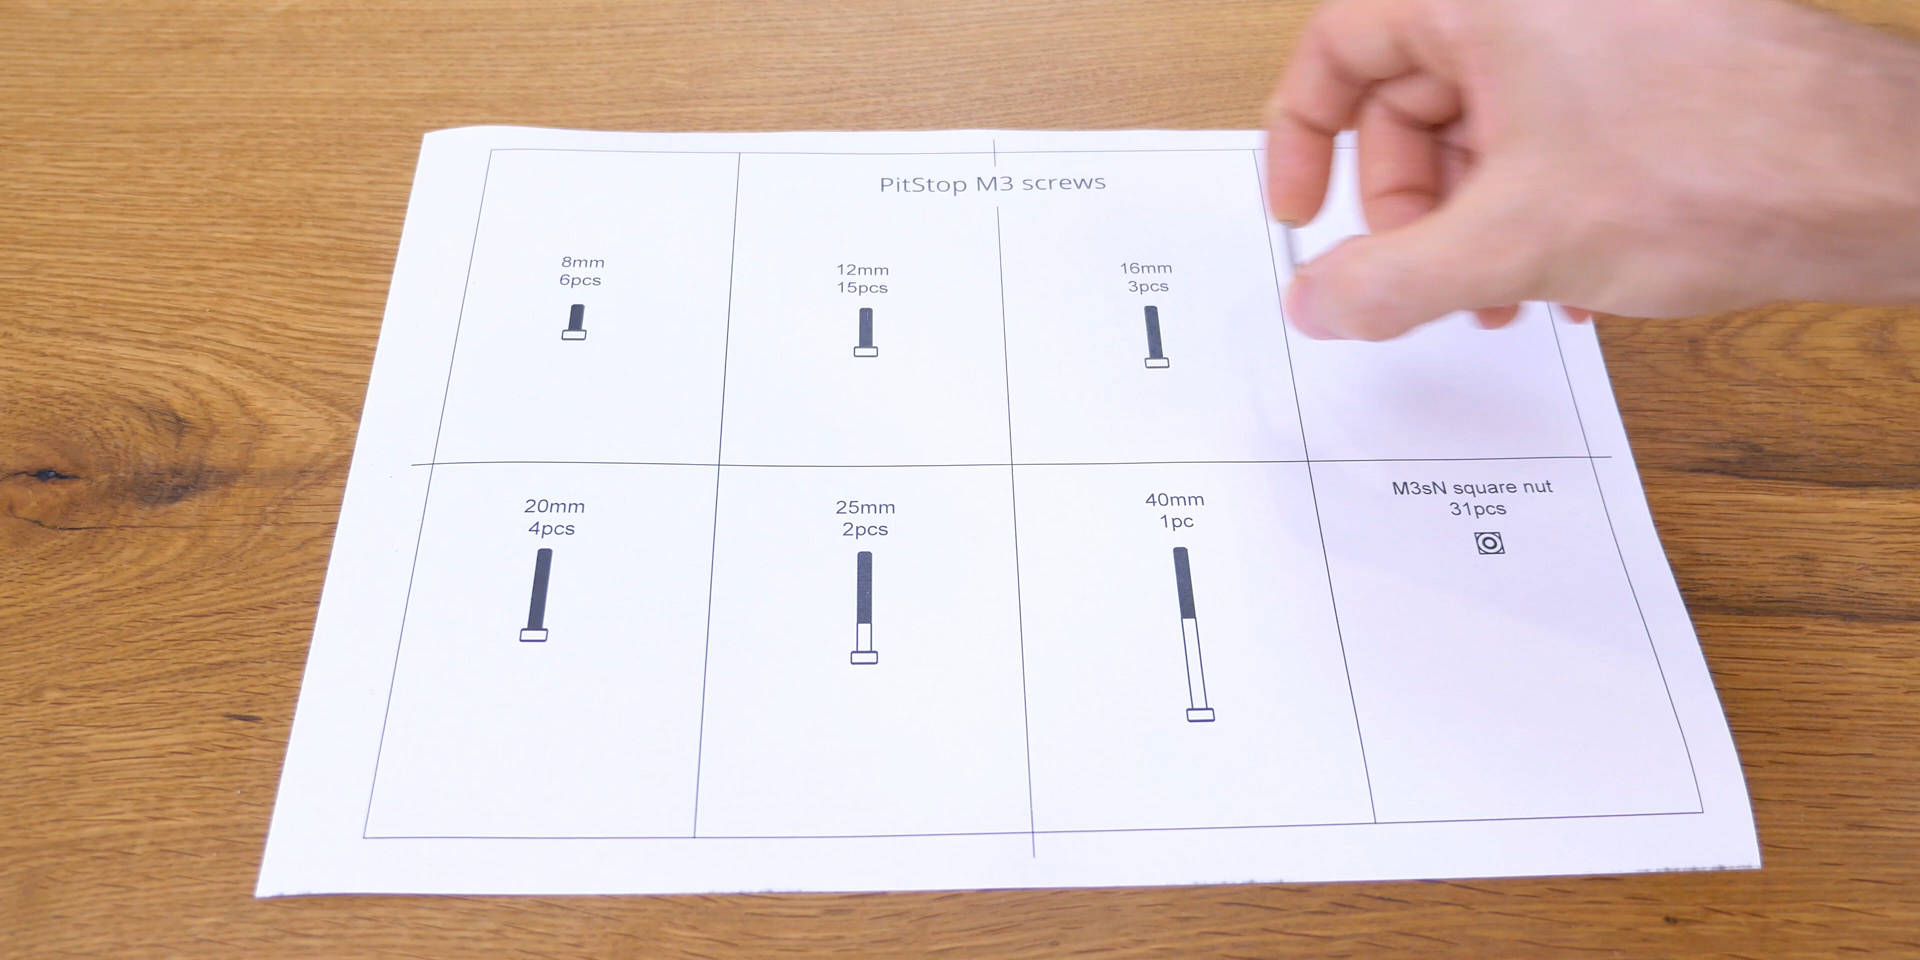 PitStop M3 screws
8mm
6pcs
12mm
15pcs
16mm
3pcs
20mm
4pcs
25mm
2pcs
40mm
1pc
M3sN square nut
31pcs